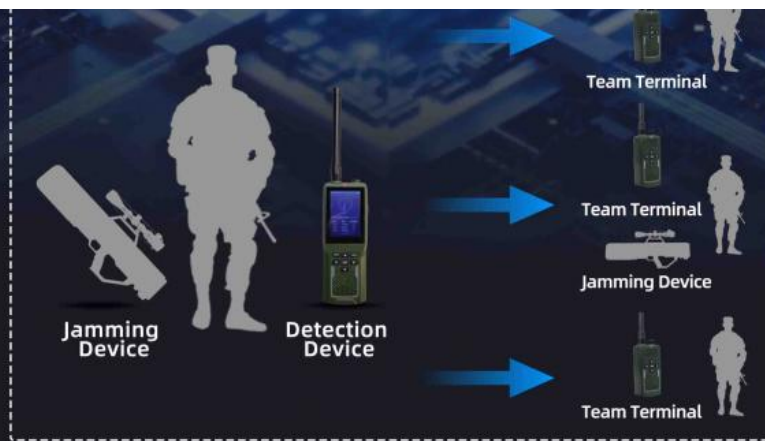 Team Terminal
Team Terminal
Jamming Device
Jamming
Device
Detection
Device
Team Terminal